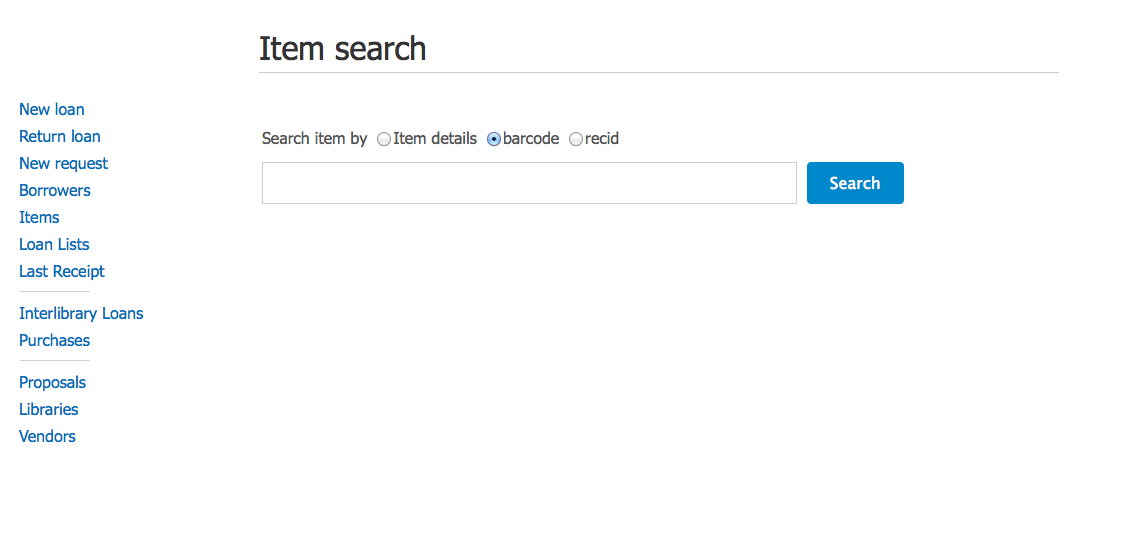 Item search
New loan
Return loan
New request
Borrowers
Items
Loan Lists
Last Receipt
Interlibrary Loans
Purchases
Proposals
Libraries
Vendors
Search item by Item details barcode recid
Search